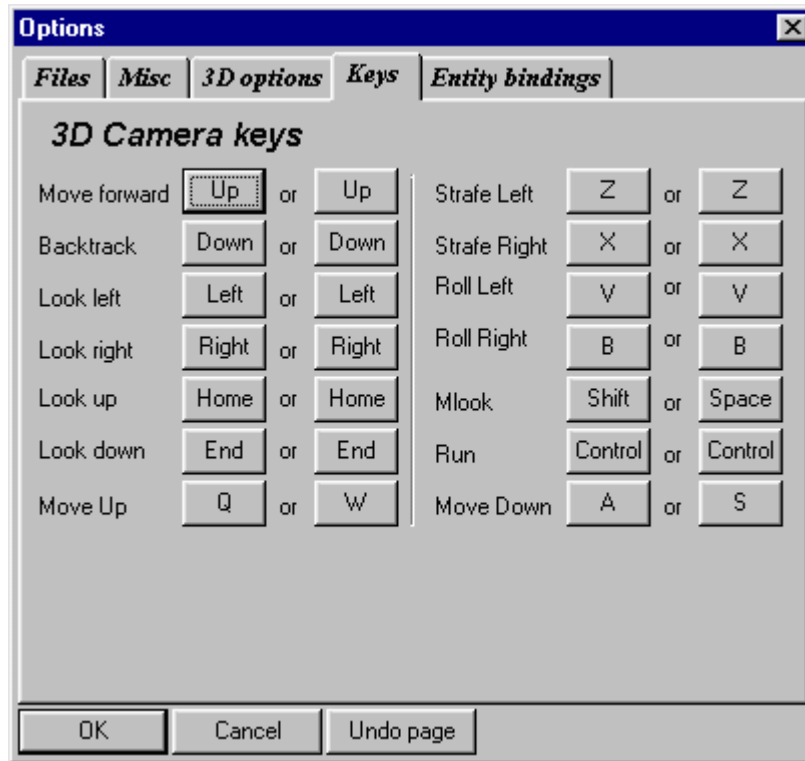 Options
Files Misc 3D options Keys Entity bindings
3D Camera keys
Move forward Up or Up
Backtrack Down or Down
Look left Left or Left
Look right Right or Right
Look up Home or Home
Look down End or End
Move Up Q or W
Strafe Left Z or Z
Strafe Right X or X
Roll Left V or V
Roll Right B or B
Mlook Shift or Space
Run Control or Control
Move Down A or S
OK Cancel Undo page